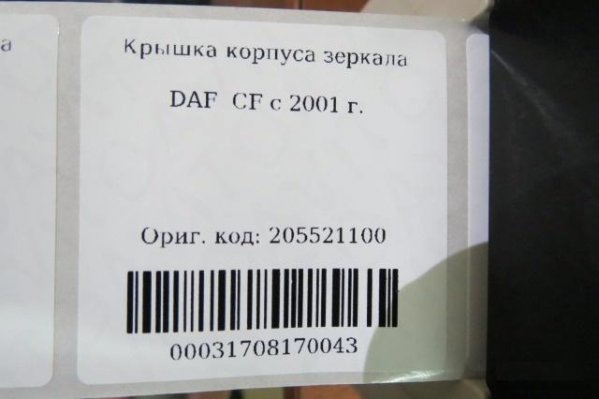 а
Крышка корпуса зеркала
DAF CF с 2001 г.
Ориг. код: 205521100
00031708170043